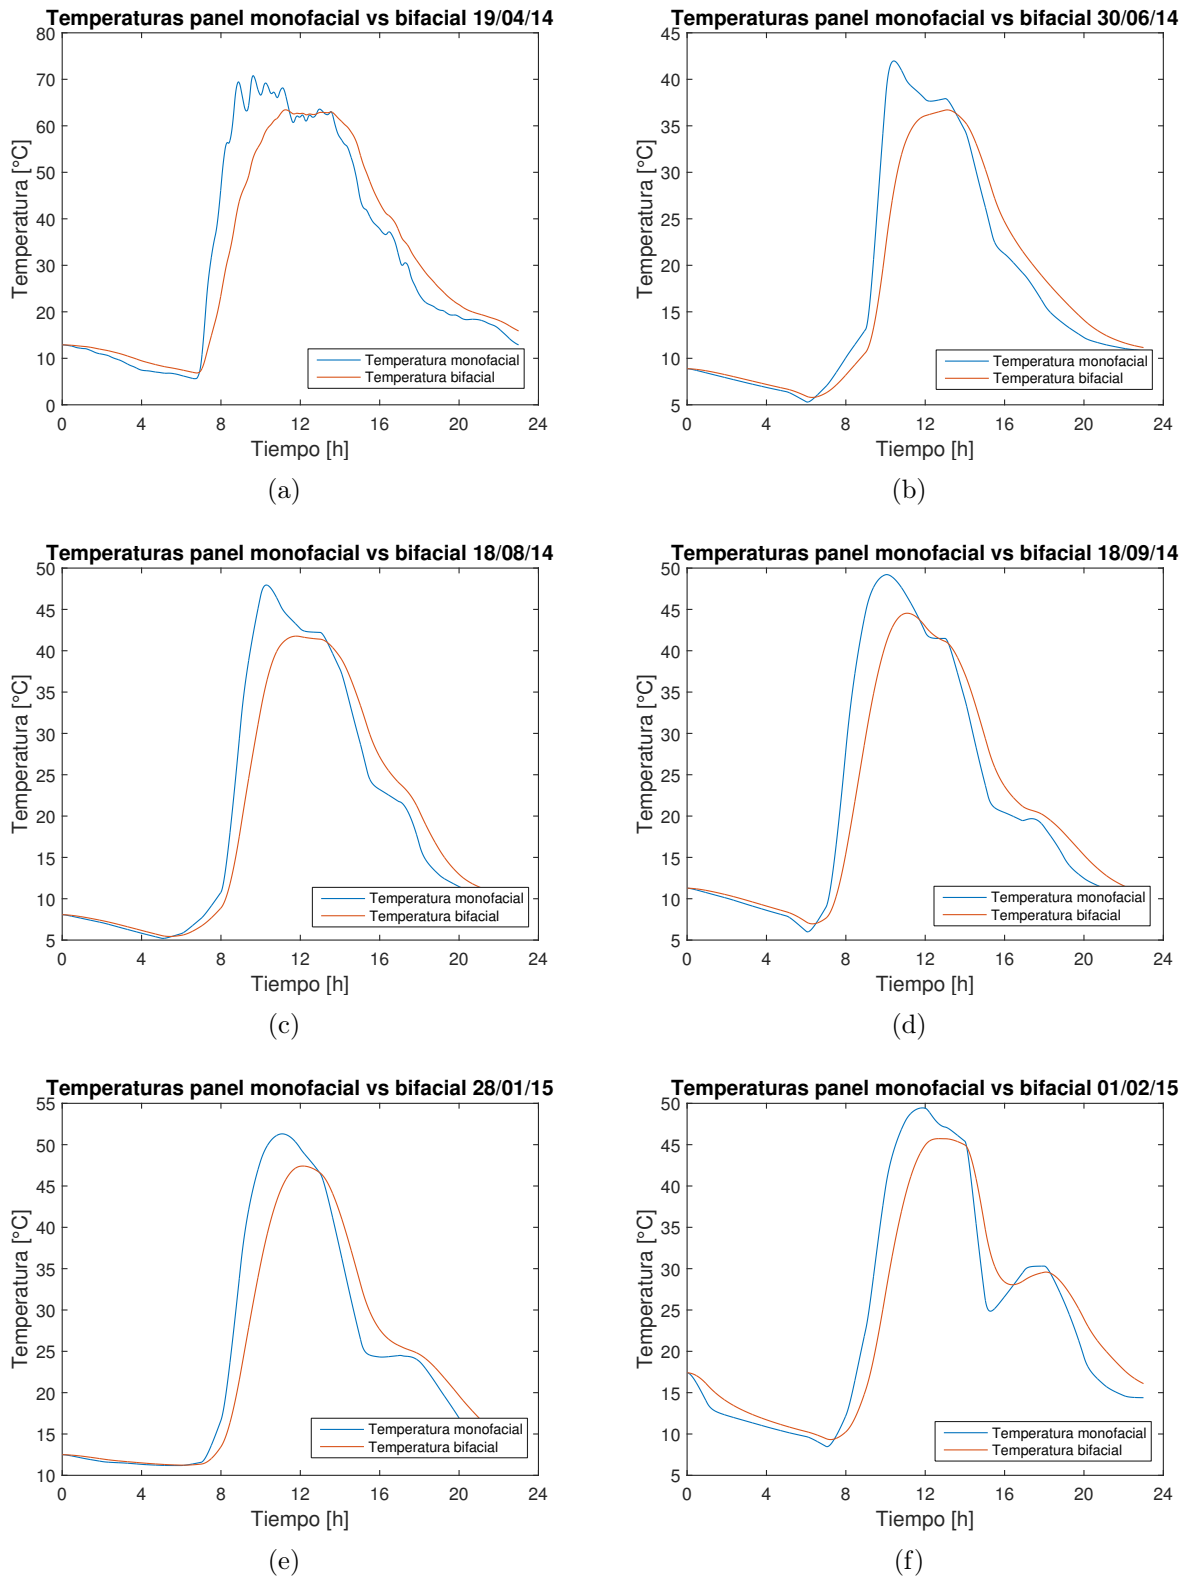 Temperaturas panel monofacial vs bifacial 19/04/14
80
70
60
50
40
30
20
10
0
Temperatura [°C]
Temperatura monofacial
Temperatura bifacial
0 4 8 12 16 20 24
Tiempo [h]
(a)
Temperaturas panel monofacial vs bifacial 30/06/14
45
40
35
30
25
20
15
10
5
Temperatura [°C]
Temperatura monofacial
Temperatura bifacial
0 4 8 12 16 20 24
Tiempo [h]
(b)
Temperaturas panel monofacial vs bifacial 18/08/14
50
45
40
35
30
25
20
15
10
5
Temperatura [°C]
Temperatura monofacial
Temperatura bifacial
0 4 8 12 16 20 24
Tiempo [h]
(c)
Temperaturas panel monofacial vs bifacial 18/09/14
50
45
40
35
30
25
20
15
10
5
Temperatura [°C]
Temperatura monofacial
Temperatura bifacial
0 4 8 12 16 20 24
Tiempo [h]
(d)
Temperaturas panel monofacial vs bifacial 28/01/15
55
50
45
40
35
30
25
20
15
10
Temperatura [°C]
Temperatura monofacial
Temperatura bifacial
0 4 8 12 16 20 24
Tiempo [h]
(e)
Temperaturas panel monofacial vs bifacial 01/02/15
50
45
40
35
30
25
20
15
10
5
Temperatura [°C]
Temperatura monofacial
Temperatura bifacial
0 4 8 12 16 20 24
Tiempo [h]
(f)